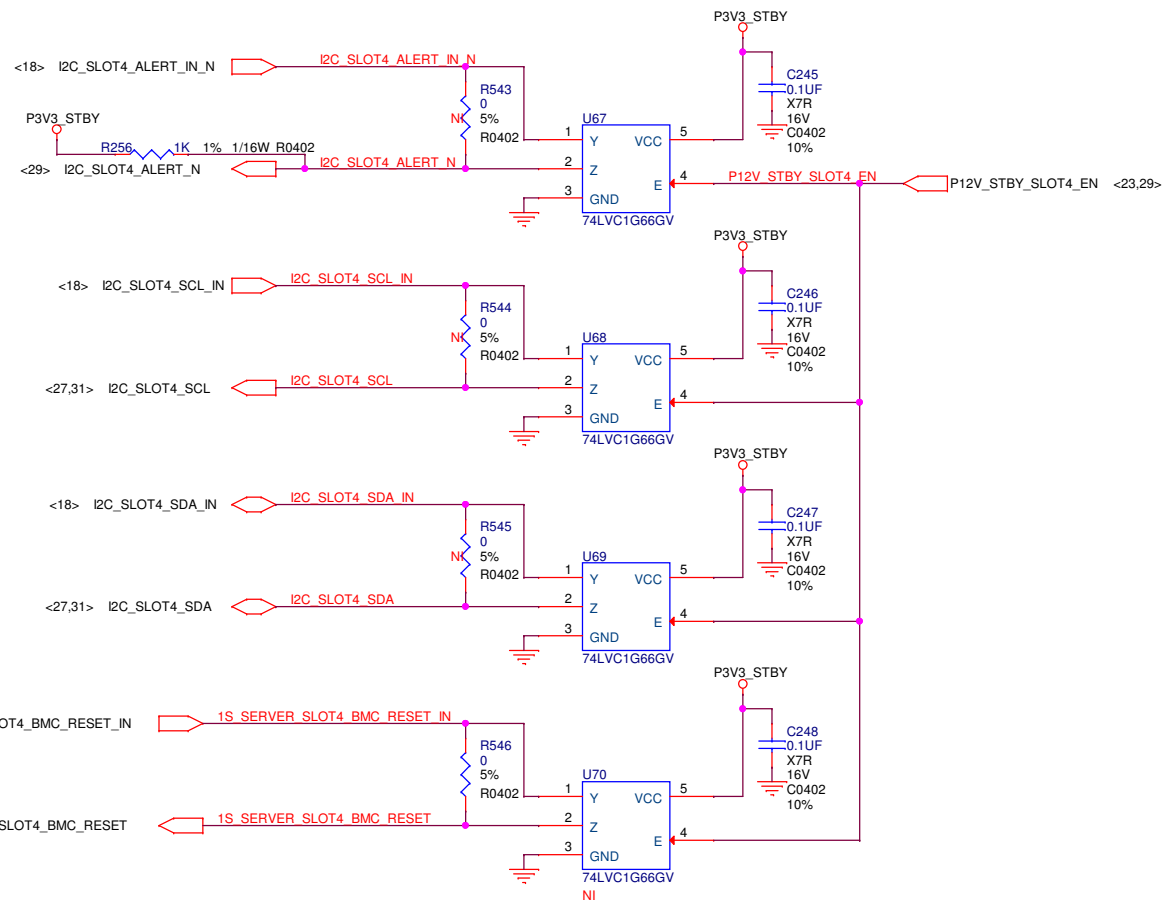 P3V3_STBY
<18> I2C_SLOT4_ALERT_IN_N
I2C_SLOT4_ALERT_IN_N
R543
0
NI
5%
R0402
C245
0.1UF
X7R
16V
C0402
10%
P3V3_STBY
R256 1K 1% 1/16W R0402
<29> I2C_SLOT4_ALERT_N
I2C_SLOT4_ALERT_N
U67
1 Y VCC 5
2 Z
E 4
3 GND
74LVC1G66GV
P12V_STBY_SLOT4_EN
P12V_STBY_SLOT4_EN <23,29>
P3V3_STBY
<18> I2C_SLOT4_SCL_IN
I2C_SLOT4_SCL_IN
R544
0
NI
5%
R0402
C246
0.1UF
X7R
16V
C0402
10%
<27,31> I2C_SLOT4_SCL
I2C_SLOT4_SCL
U68
1 Y VCC 5
2 Z
E 4
3 GND
74LVC1G66GV
P3V3_STBY
<18> I2C_SLOT4_SDA_IN
I2C_SLOT4_SDA_IN
R545
0
NI
5%
R0402
C247
0.1UF
X7R
16V
C0402
10%
<27,31> I2C_SLOT4_SDA
I2C_SLOT4_SDA
U69
1 Y VCC 5
2 Z
E 4
3 GND
74LVC1G66GV
P3V3_STBY
OT4_BMC_RESET_IN
1S_SERVER_SLOT4_BMC_RESET_IN
R546
0
5%
R0402
C248
0.1UF
X7R
16V
C0402
10%
SLOT4_BMC_RESET
1S_SERVER_SLOT4_BMC_RESET
U70
1 Y VCC 5
2 Z
E 4
3 GND
74LVC1G66GV
NI